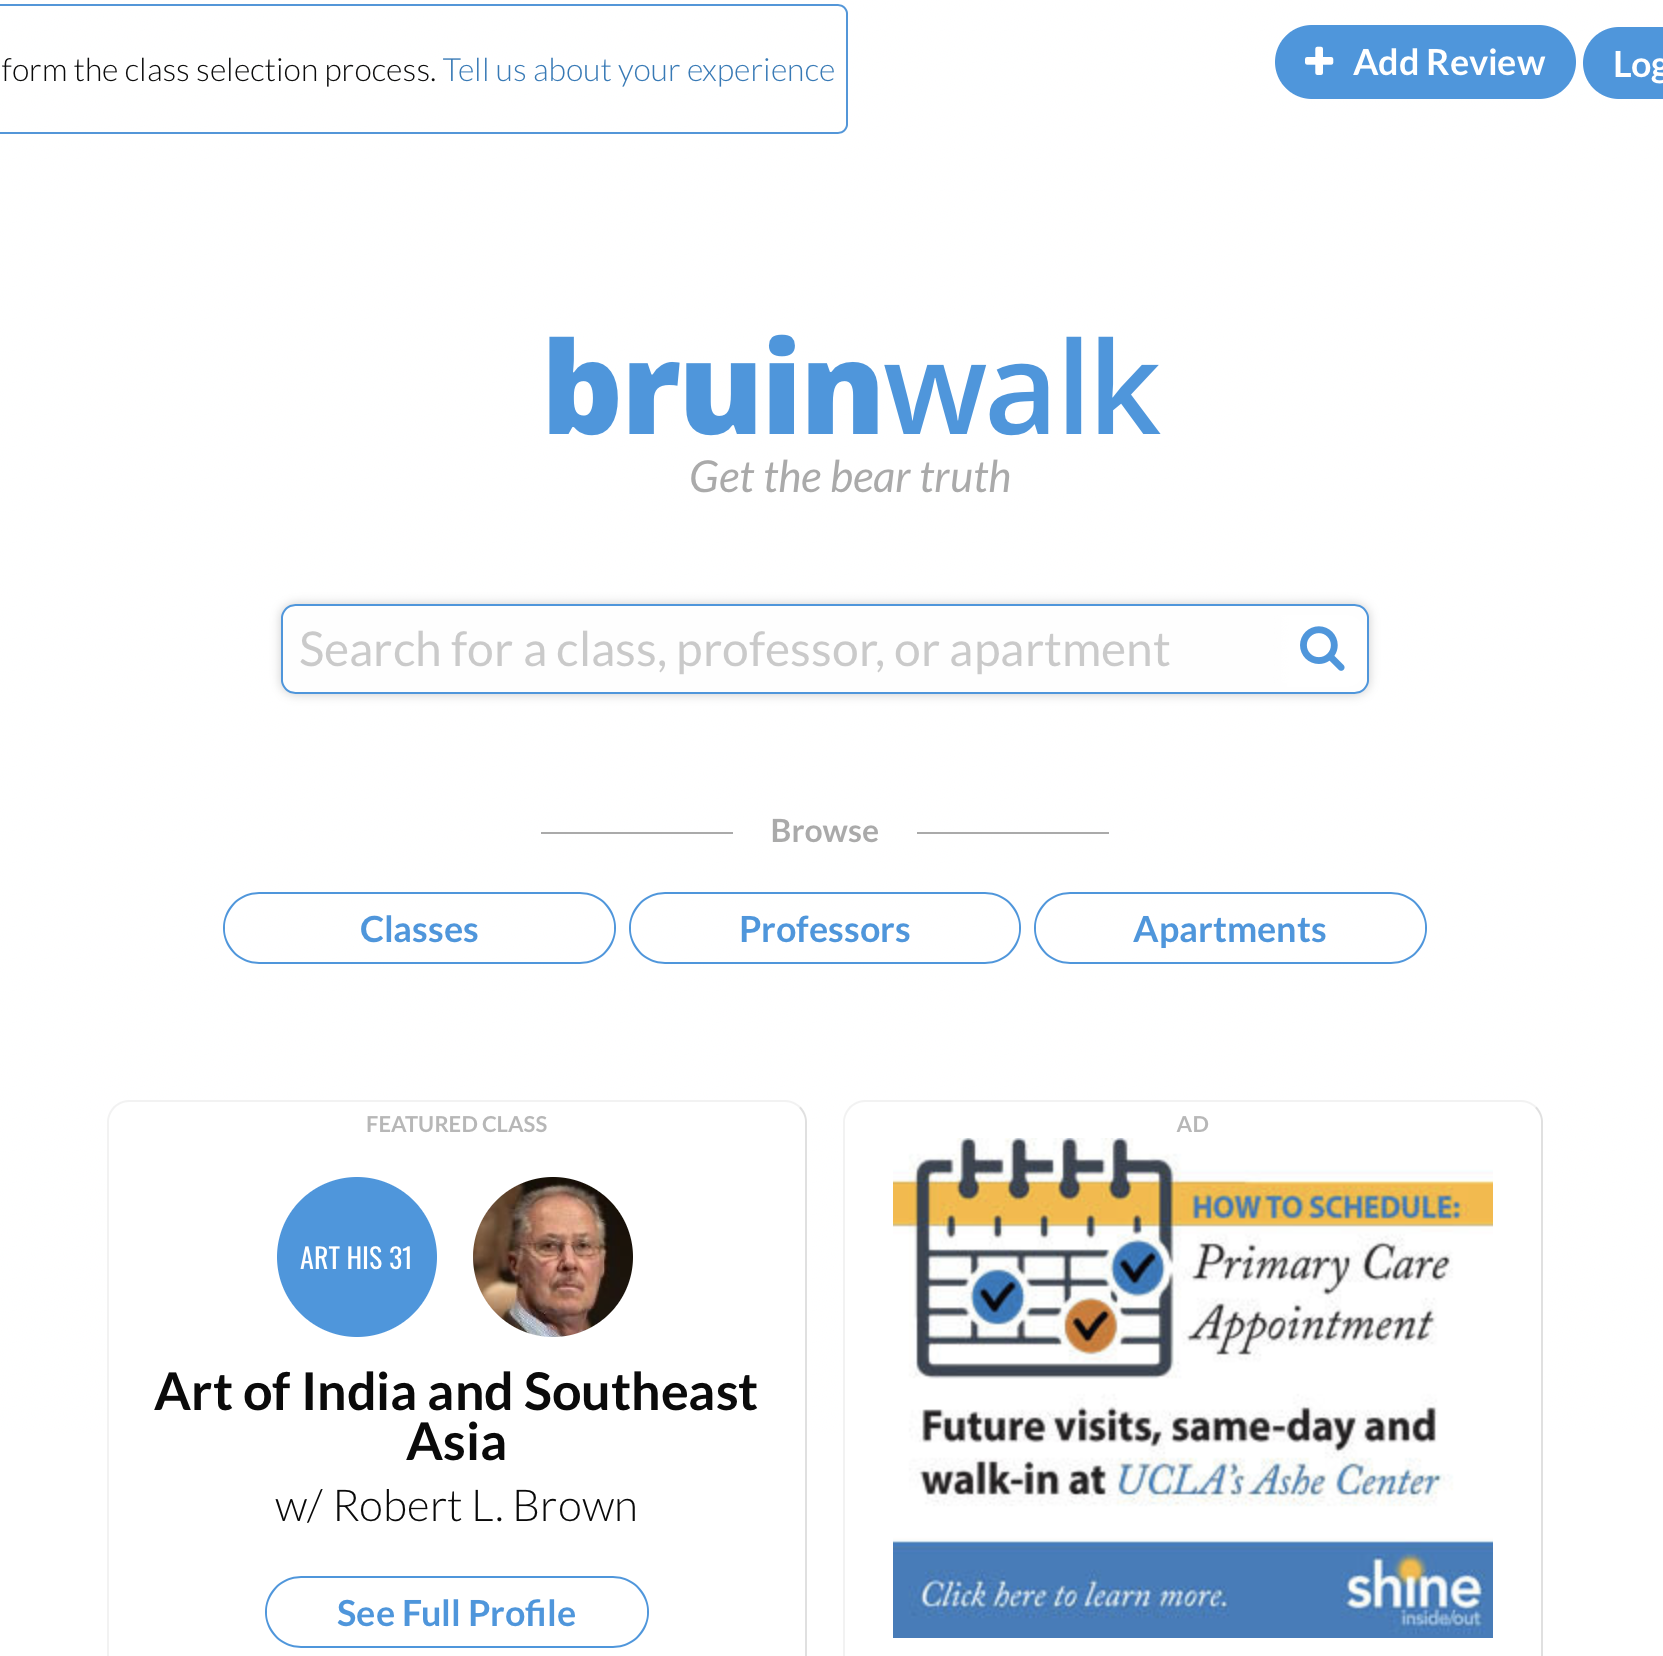 form the class selection process. Tell us about your experience
Add Review
Log
bruinwalk
Get the bear truth
Search for a class, professor, or apartment
Browse
Classes
Professors
Apartments
FEATURED CLASS
ART HIS 31
Art of India and Southeast
Asia
w/ Robert L. Brown
See Full Profile
AD
HOW TO SCHEDULE:
Primary Care
Appointment
Future visits, same-day and
walk-in at UCLA's Ashe Center
Click here to learn more.
shine
inside/out